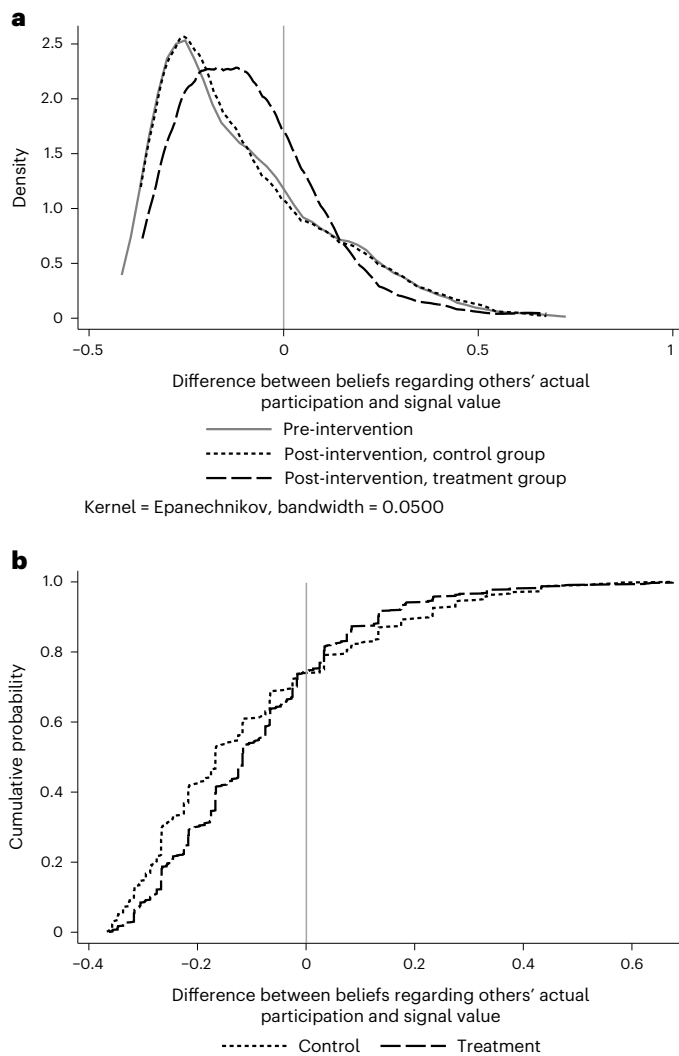 a
2.5
2.0
1.5
1.0
0.5
0
Density
−0.5
0
0.5
1
Difference between beliefs regarding others’ actual
participation and signal value
Pre-intervention
Post-intervention, control group
Post-intervention, treatment group
Kernel = Epanechnikov, bandwidth = 0.0500
b
1.0
0.8
0.6
0.4
0.2
0
Cumulative probability
−0.4
−0.2
0
0.2
0.4
0.6
Difference between beliefs regarding others’ actual
participation and signal value
Control
Treatment